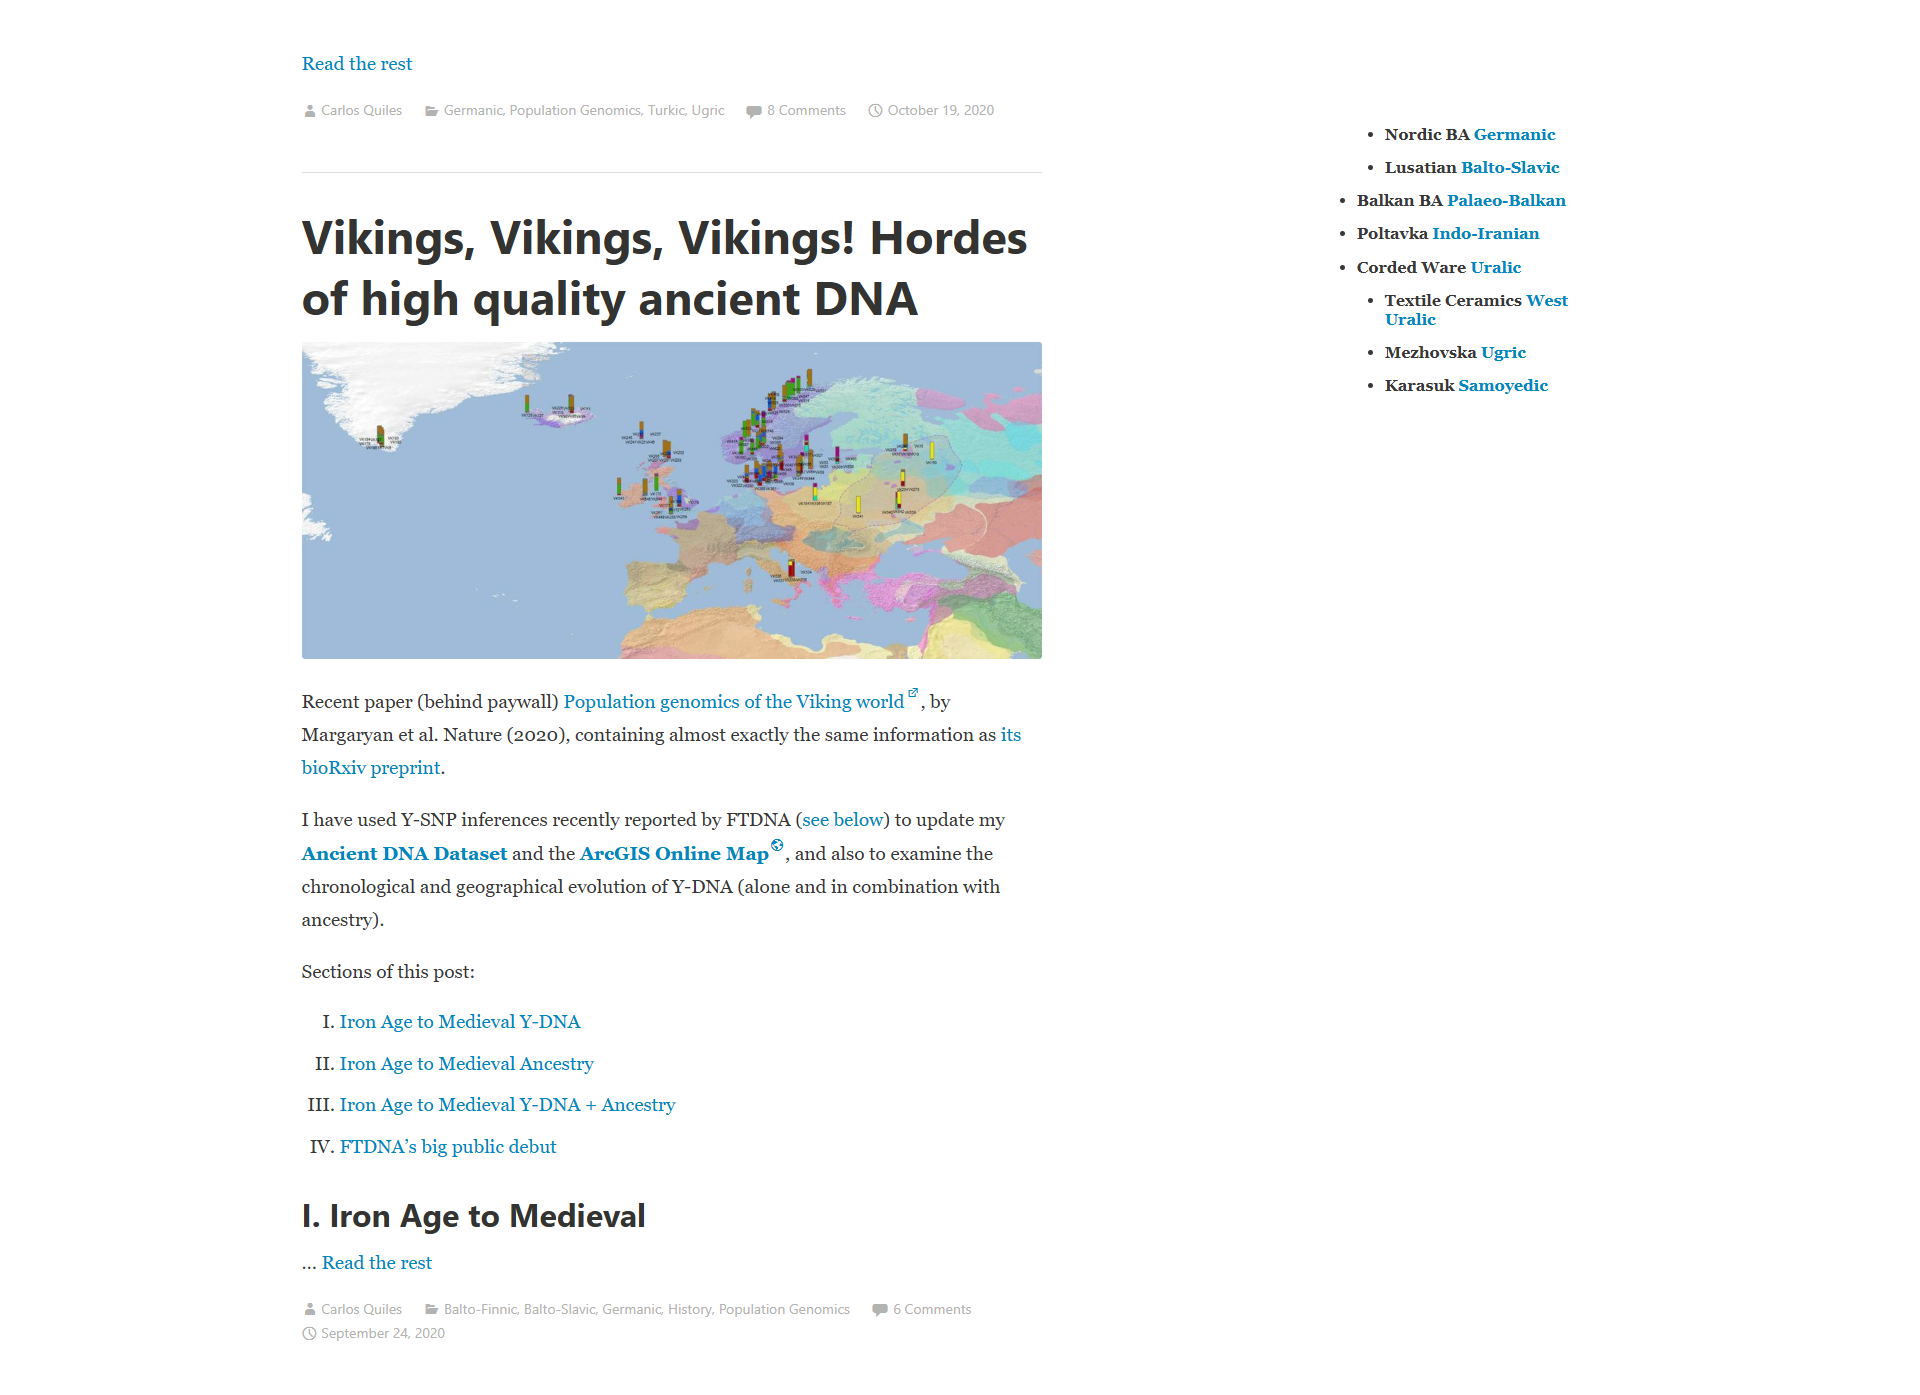 Read the rest
Carlos Quiles Germanic, Population Genomics, Turkic, Ugric 8 Comments October 19, 2020
Vikings, Vikings, Vikings! Hordes
of high quality ancient DNA
Recent paper (behind paywall) Population genomics of the Viking world, by
Margaryan et al. Nature (2020), containing almost exactly the same information as its
bioRxiv preprint.
I have used Y-SNP inferences recently reported by FTDNA (see below) to update my
Ancient DNA Dataset and the ArcGIS Online Map, and also to examine the
chronological and geographical evolution of Y-DNA (alone and in combination with
ancestry).
Sections of this post:
I. Iron Age to Medieval Y-DNA
II. Iron Age to Medieval Ancestry
III. Iron Age to Medieval Y-DNA + Ancestry
IV. FTDNA’s big public debut
I. Iron Age to Medieval
... Read the rest
Carlos Quiles Balto-Finnic, Balto-Slavic, Germanic, History, Population Genomics 6 Comments
September 24, 2020
• Nordic BA Germanic
• Lusatian Balto-Slavic
• Balkan BA Palaeo-Balkan
• Poltavka Indo-Iranian
• Corded Ware Uralic
• Textile Ceramics West
Uralic
• Mezhovska Ugric
• Karasuk Samoyedic